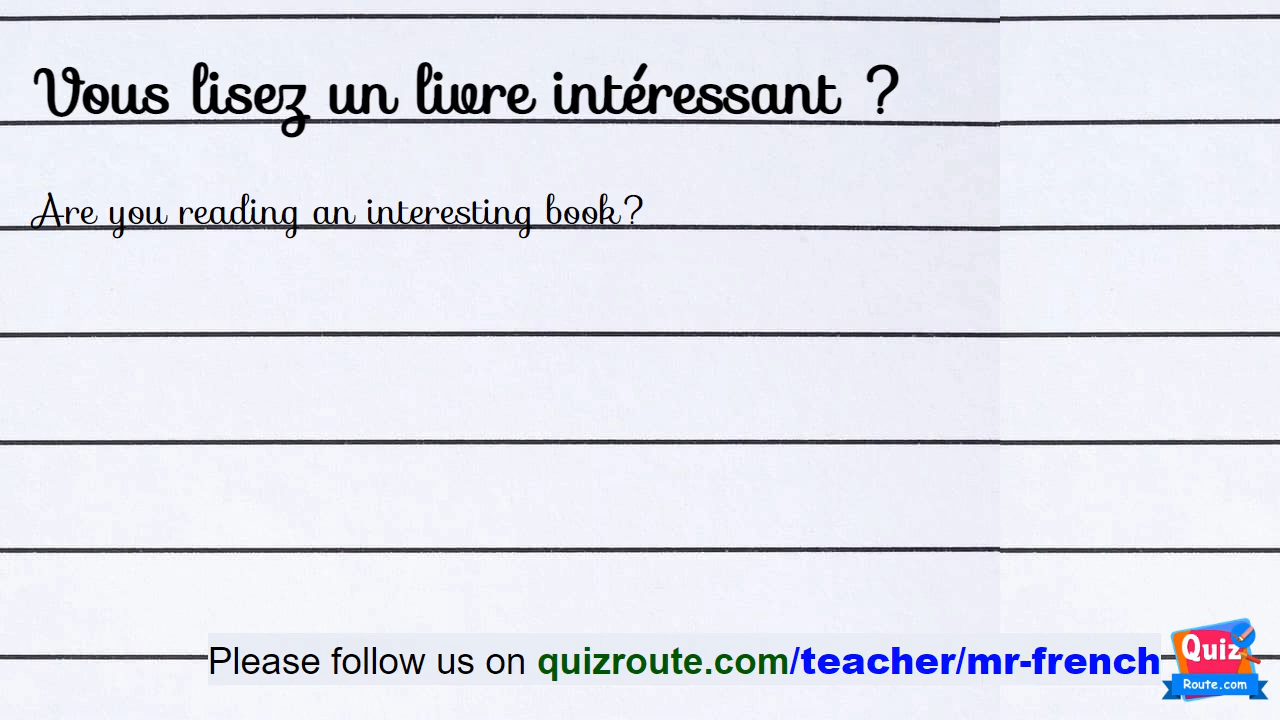 Vous lisez un livre intéressant ?
Are you reading an interesting book?
Please follow us on quizroute.com/teacher/mr-french
Quiz
Route.com